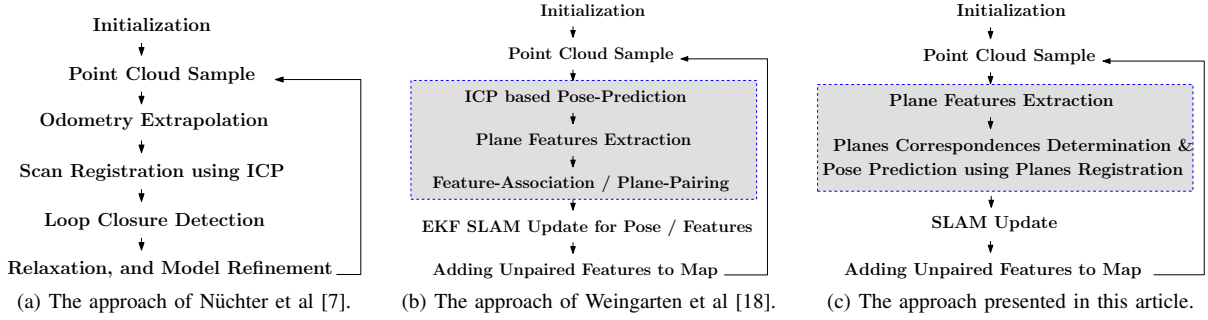 Initialization
Point Cloud Sample
Odometry Extrapolation
Scan Registration using ICP
Loop Closure Detection
Relaxation, and Model Refinement
(a) The approach of Nüchter et al [7].
Initialization
Point Cloud Sample
ICP based Pose-Prediction
Plane Features Extraction
Feature-Association / Plane-Pairing
EKF SLAM Update for Pose / Features
Adding Unpaired Features to Map
(b) The approach of Weingarten et al [18].
Initialization
Point Cloud Sample
Plane Features Extraction
Planes Correspondences Determination &
Pose Prediction using Planes Registration
SLAM Update
Adding Unpaired Features to Map
(c) The approach presented in this article.